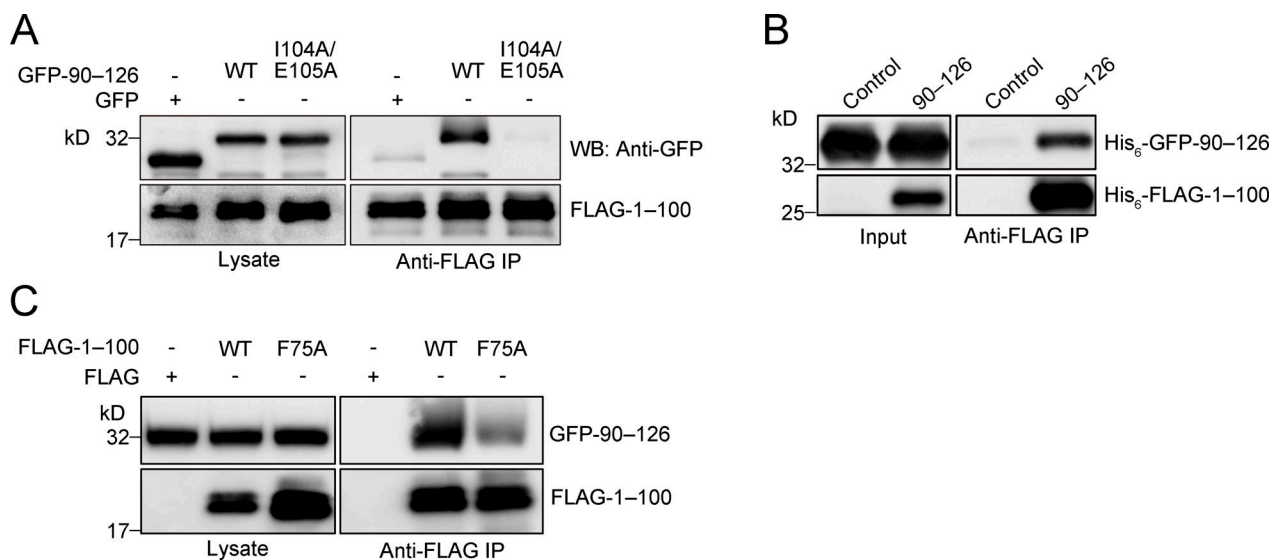 A
GFP-90–126 - WT I104A/E105A - WT I104A/E105A
GFP + - - + - -
kD
32
WB: Anti-GFP
FLAG-1–100
17
Lysate Anti-FLAG IP
B
Control 90–126 Control 90–126
kD
His6-GFP-90–126
32
His6-FLAG-1–100
25
Input Anti-FLAG IP
C
FLAG-1–100 - WT F75A - WT F75A
FLAG + - - + - -
kD
32
GFP-90–126
FLAG-1–100
17
Lysate Anti-FLAG IP